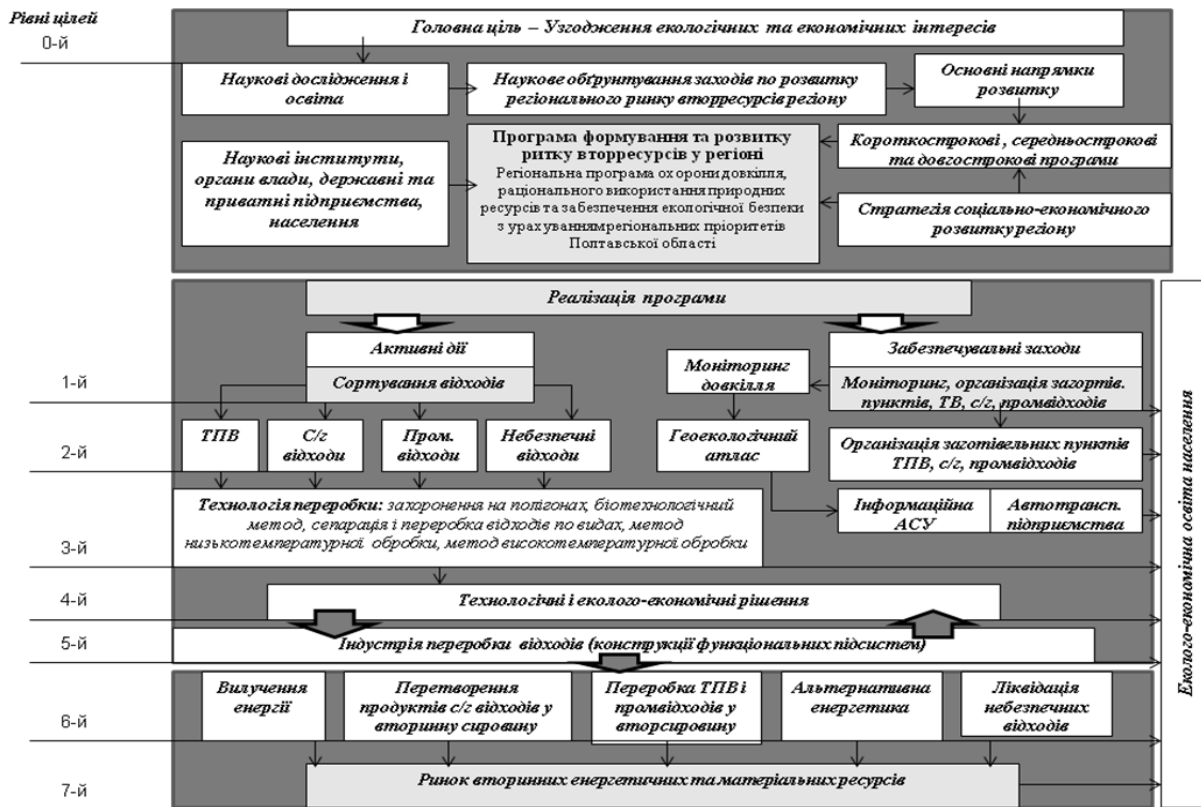 Рівні цілей
0-й
Головна ціль – Узгодження екологічних та економічних інтересів
Наукові дослідження і
освіта
Наукове обґрунтування заходів по розвитку
регіонального ринку вторресурсів регіону
Основні напрямки
розвитку
Наукові інститути,
органи влади, державні та
приватні підприємства,
населення
Програма формування та розвитку
ритку вторресурсів у регіоні
Регіональна програма охорони довкілля,
раціонального використання природних
ресурсів та забезпечення екологічної безпеки
з урахуванням регіональних пріоритетів
Полтавської області
Короткострокові, середньострокові
та довгострокові програми
Стратегія соціально-економічного
розвитку регіону
Реалізація програми
Активні дії
Сортування відходів
Моніторинг
довкілля
Забезпечувальні заходи
Моніторинг, організація загортів.
пунктів, ТВ, с/г, промвідходів
1-й
2-й
ТПВ
С/г
відходи
Пром.
відходи
Небезпечні
відходи
Геоекологічний
атлас
Організація заготівельних пунктів
ТПВ, с/г, промвідходів
Інформаційна
АСУ
Автотрансп.
підприємства
3-й
Технологія переробки: захоронення на полігонах, біотехнологічний
метод, сепарація і переробка відходів по видах, метод
низькотемпературної обробки, метод високотемпературної обробки
4-й
Технологічні і еколого-економічні рішення
5-й
Індустрія переробки відходів (конструкції функціональних підсистем)
6-й
Вилучення
енергії
Перетворення
продуктів с/г відходів у
вторинну сировину
Переробка ТПВ і
промвідходів у
вторсировину
Альтернативна
енергетика
Ліквідація
небезпечних
відходів
7-й
Ринок вторинних енергетичних та матеріальних ресурсів
Еколого-економічна освіта населення